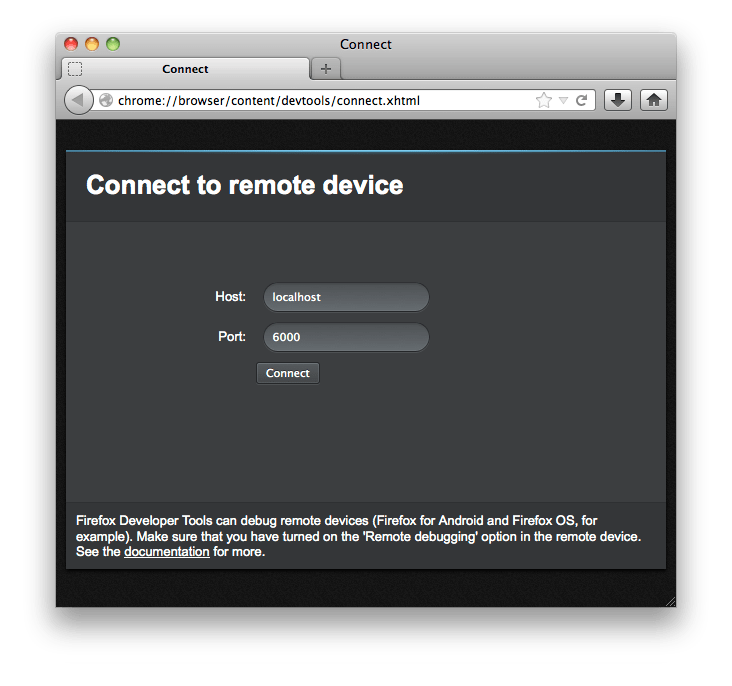 Connect
Connect
chrome://browser/content/devtools/connect.xhtml
Connect to remote device
Host: localhost
Port: 6000
Connect
Firefox Developer Tools can debug remote devices (Firefox for Android and Firefox OS, for
example). Make sure that you have turned on the 'Remote debugging' option in the remote device.
See the documentation for more.